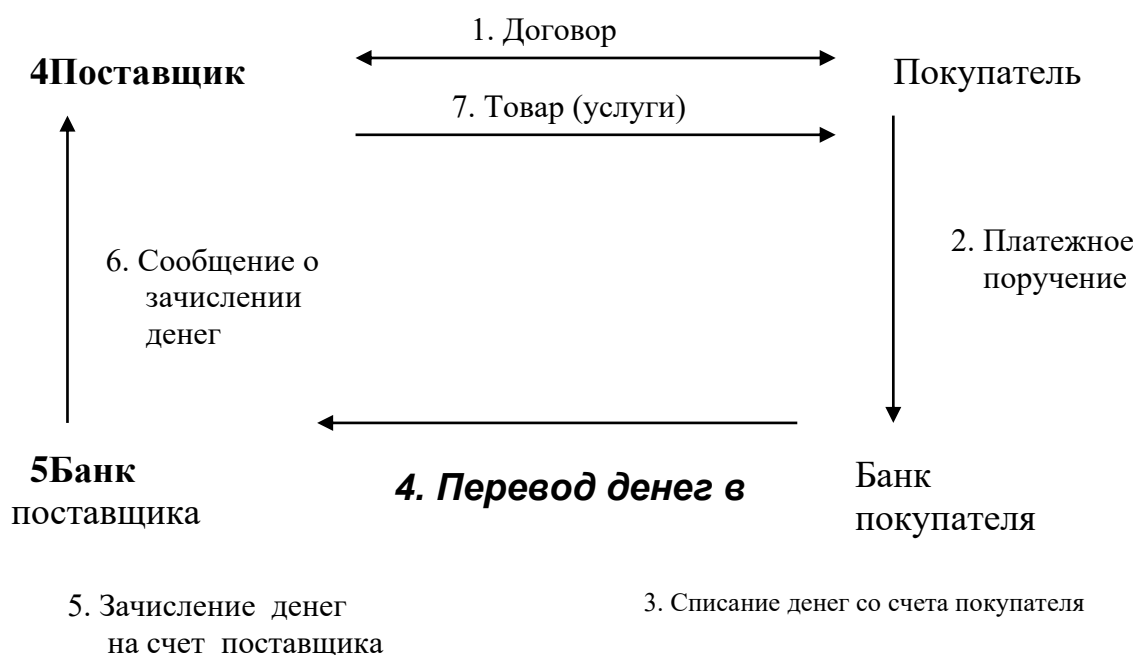 1. Договор
4Поставщик
Покупатель
7. Товар (услуги)
6. Сообщение о
зачислении
денег
2. Платежное
поручение
5Банк
поставщика
4. Перевод денег в
Банк
покупателя
5. Зачисление денег
на счет поставщика
3. Списание денег со счета покупателя